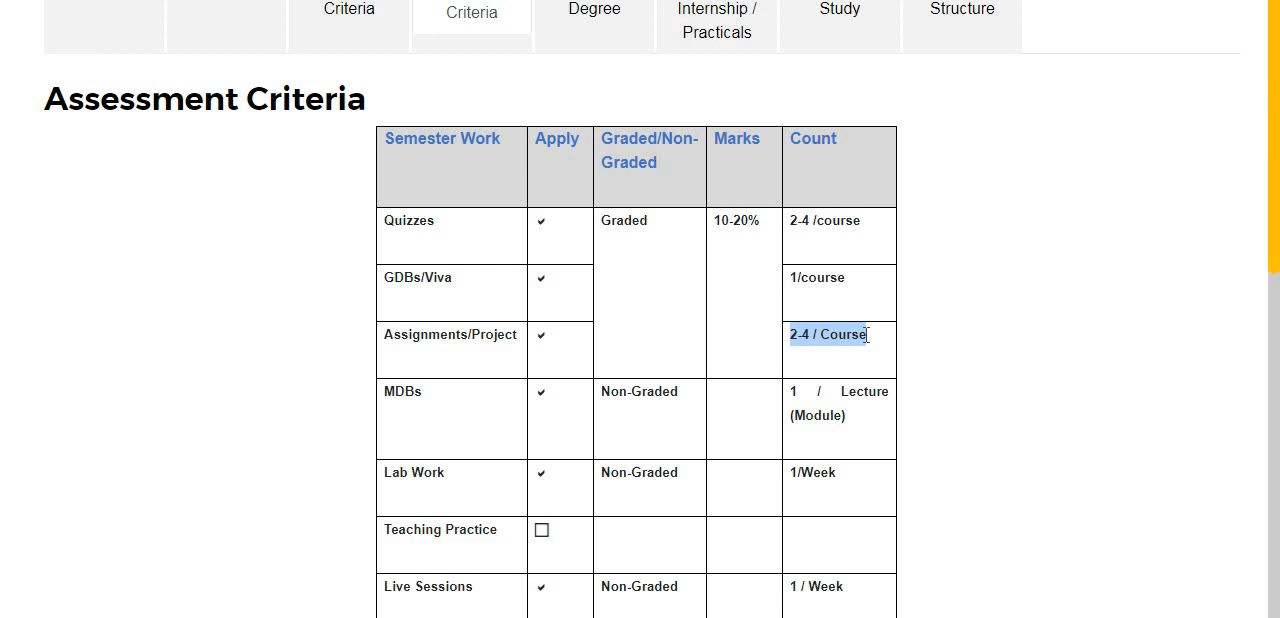 Criteria
Criteria
Degree
Internship /
Practicals
Study
Structure
Assessment Criteria
Semester Work
Apply
Graded/Non-
Graded
Marks
Count
Quizzes
✔
Graded
10-20%
2-4 /course
GDBs/Viva
✔
1/course
Assignments/Project
✔
2-4 / Course
MDBs
✔
Non-Graded
1 / Lecture
(Module)
Lab Work
✔
Non-Graded
1/Week
Teaching Practice
☐
Live Sessions
✔
Non-Graded
1 / Week